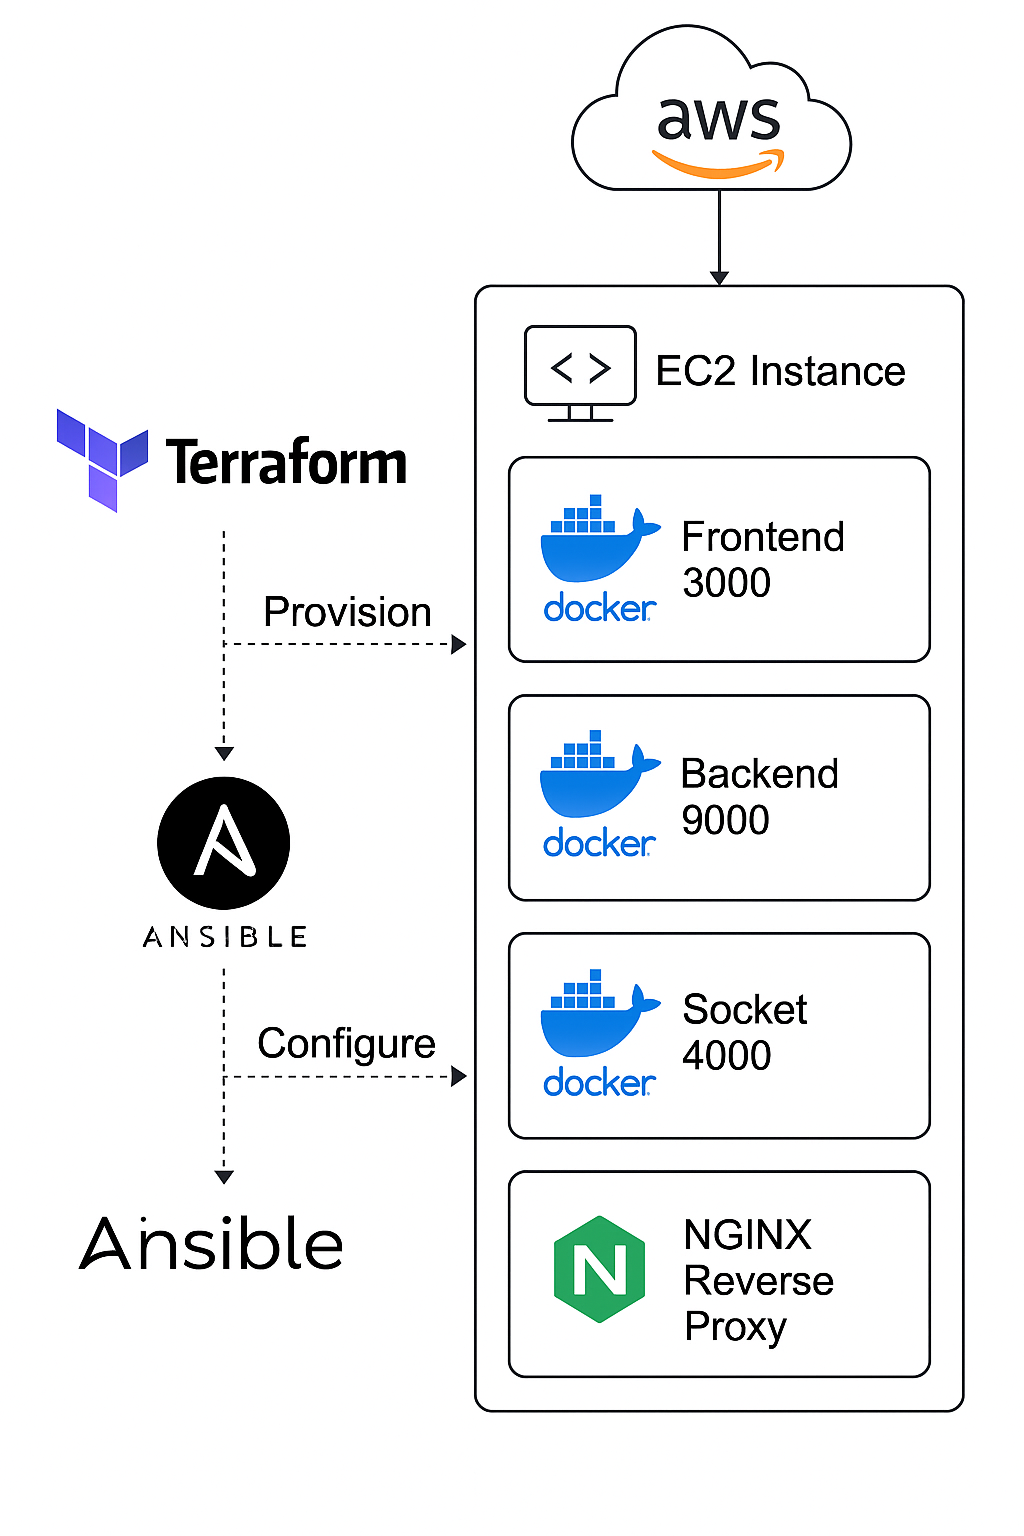 aws
EC2 Instance
Terraform
docker
Frontend
3000
Provision
docker
Backend
9000
ANSIBLE
docker
Socket
4000
Configure
Ansible
NGINX
Reverse
Proxy